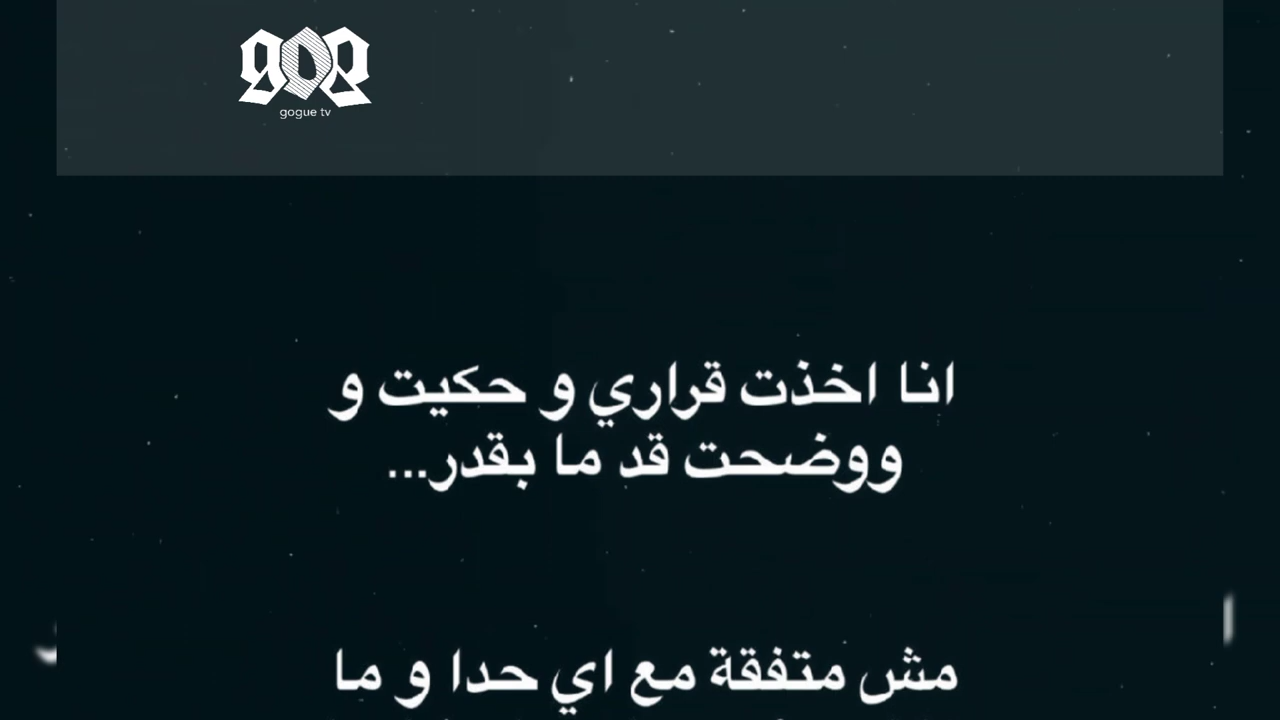 gogue tv
انا اخذت قراري و حكيت و
ووضحت قد ما بقدر...
مش متفقة مع اي حدا و ما